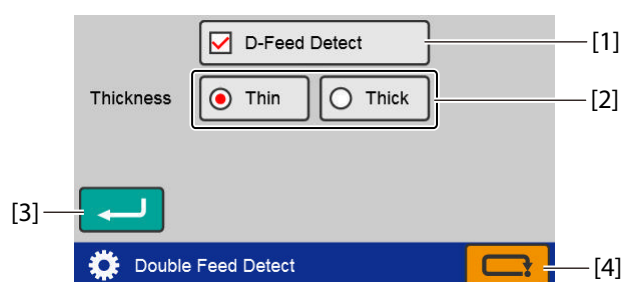 D-Feed Detect
[1]
Thickness Thin Thick
[2]
[3]
Double Feed Detect
[4]